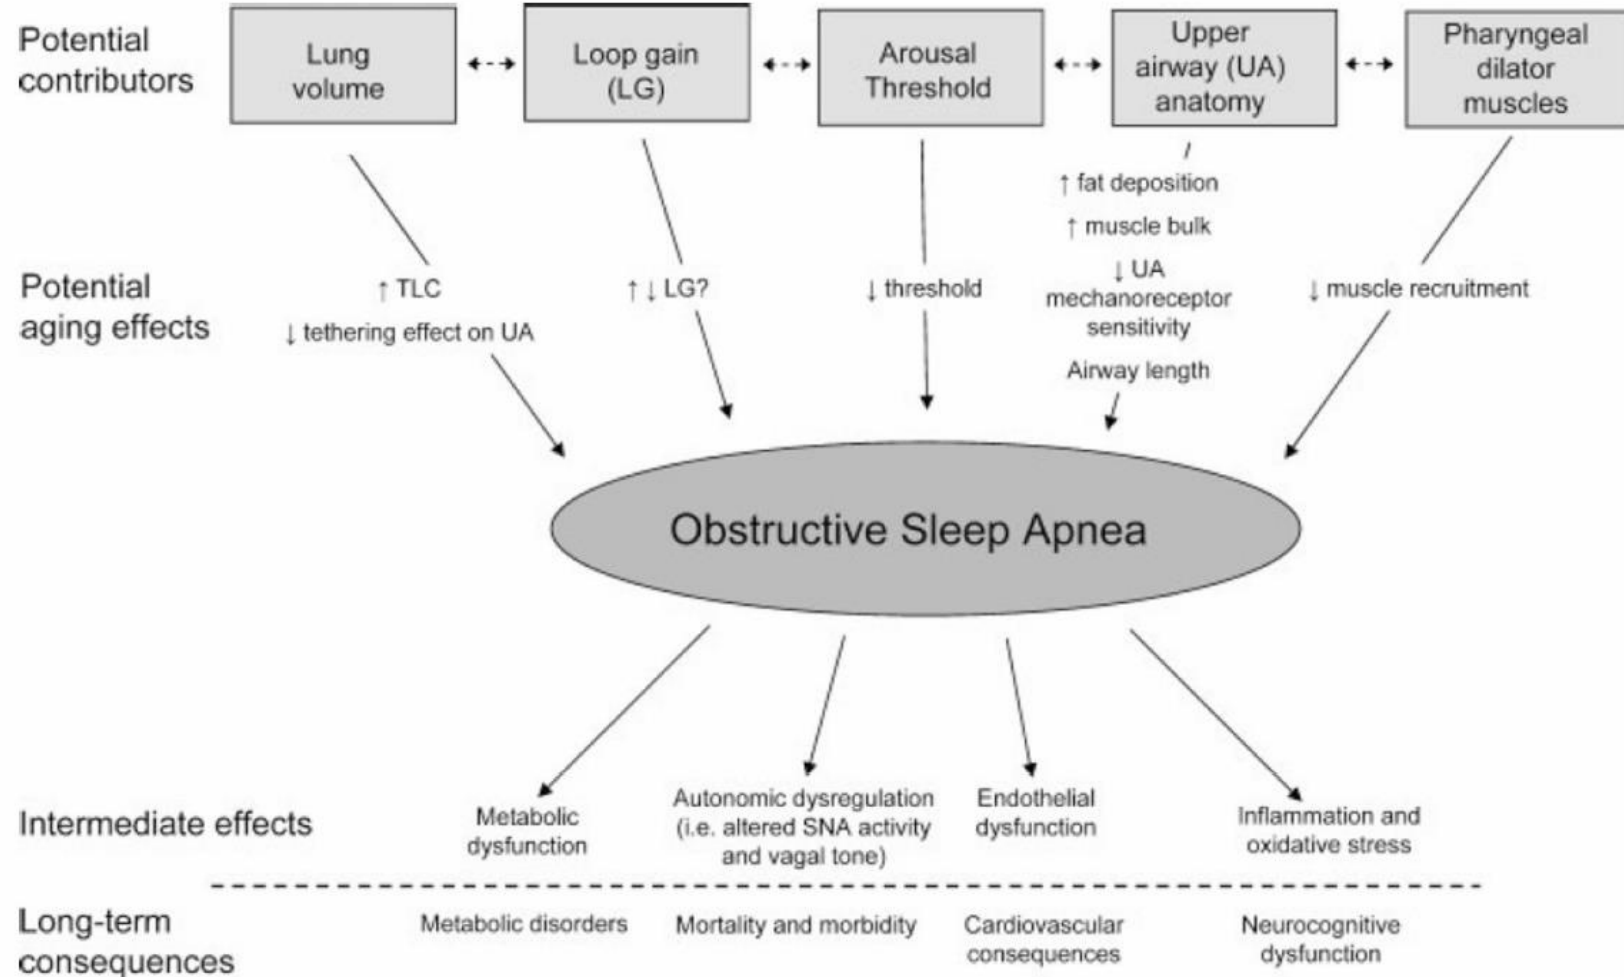 Potential
contributors
Lung
volume
Loop gain
(LG)
Arousal
Threshold
Upper
airway (UA)
anatomy
Pharyngeal
dilator
muscles
Potential
aging effects
↑ TLC
↓ tethering effect on UA
↑↓ LG?
↓ threshold
↑ fat deposition
↑ muscle bulk
↓ UA
mechanoreceptor
sensitivity
Airway length
↓ muscle recruitment
Obstructive Sleep Apnea
Intermediate effects
Metabolic
dysfunction
Autonomic dysregulation
(i.e. altered SNA activity
and vagal tone)
Endothelial
dysfunction
Inflammation and
oxidative stress
Long-term
consequences
Metabolic disorders
Mortality and morbidity
Cardiovascular
consequences
Neurocognitive
dysfunction